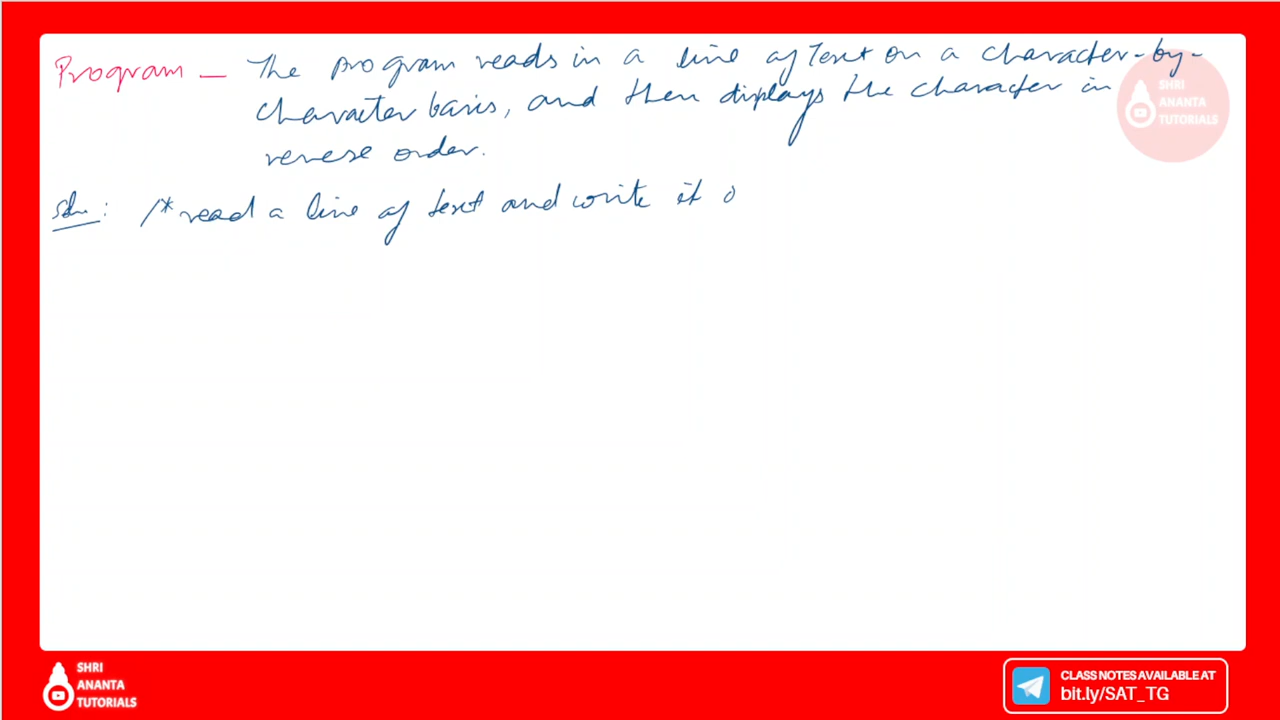 Program – The program reads in a line of Text on a character-by-
character basis, and then displays the character in
reverse order.
Soln: /* read a line of text and write it o
SHRI
ANANTA
TUTORIALS
SHRI
ANANTA
TUTORIALS
CLASS NOTES AVAILABLE AT
bit.ly/SAT_TG